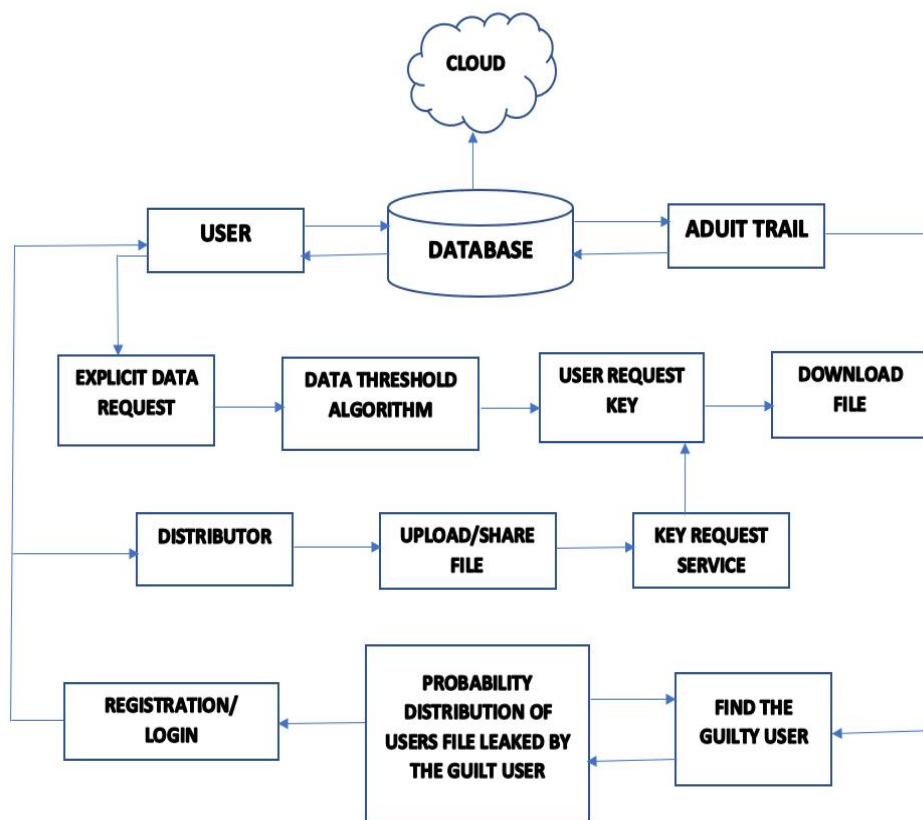 CLOUD
USER
DATABASE
ADUIT TRAIL
EXPLICIT DATA
REQUEST
DATA THRESHOLD
ALGORITHM
USER REQUEST
KEY
DOWNLOAD
FILE
DISTRIBUTOR
UPLOAD/SHARE
FILE
KEY REQUEST
SERVICE
REGISTRATION/
LOGIN
PROBABILITY
DISTRIBUTION OF
USERS FILE LEAKED BY
THE GUILT USER
FIND THE
GUILTY USER